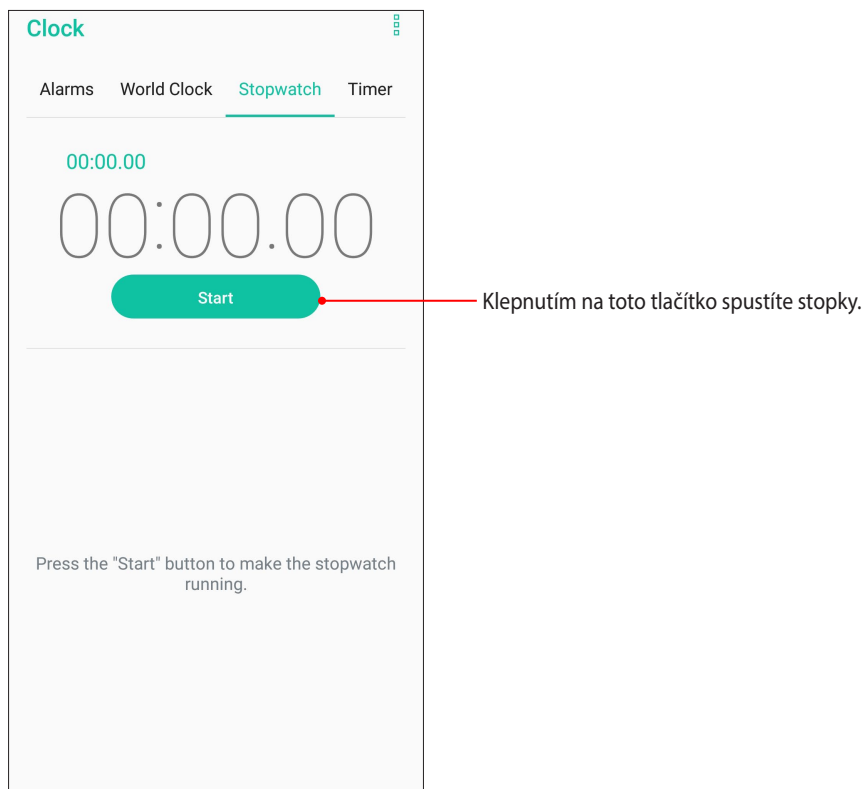 Clock
Alarms World Clock Stopwatch Timer
00:00.00
00:00.00
Start
Klepnutím na toto tlačítko spustíte stopky.
Press the "Start" button to make the stopwatch
running.